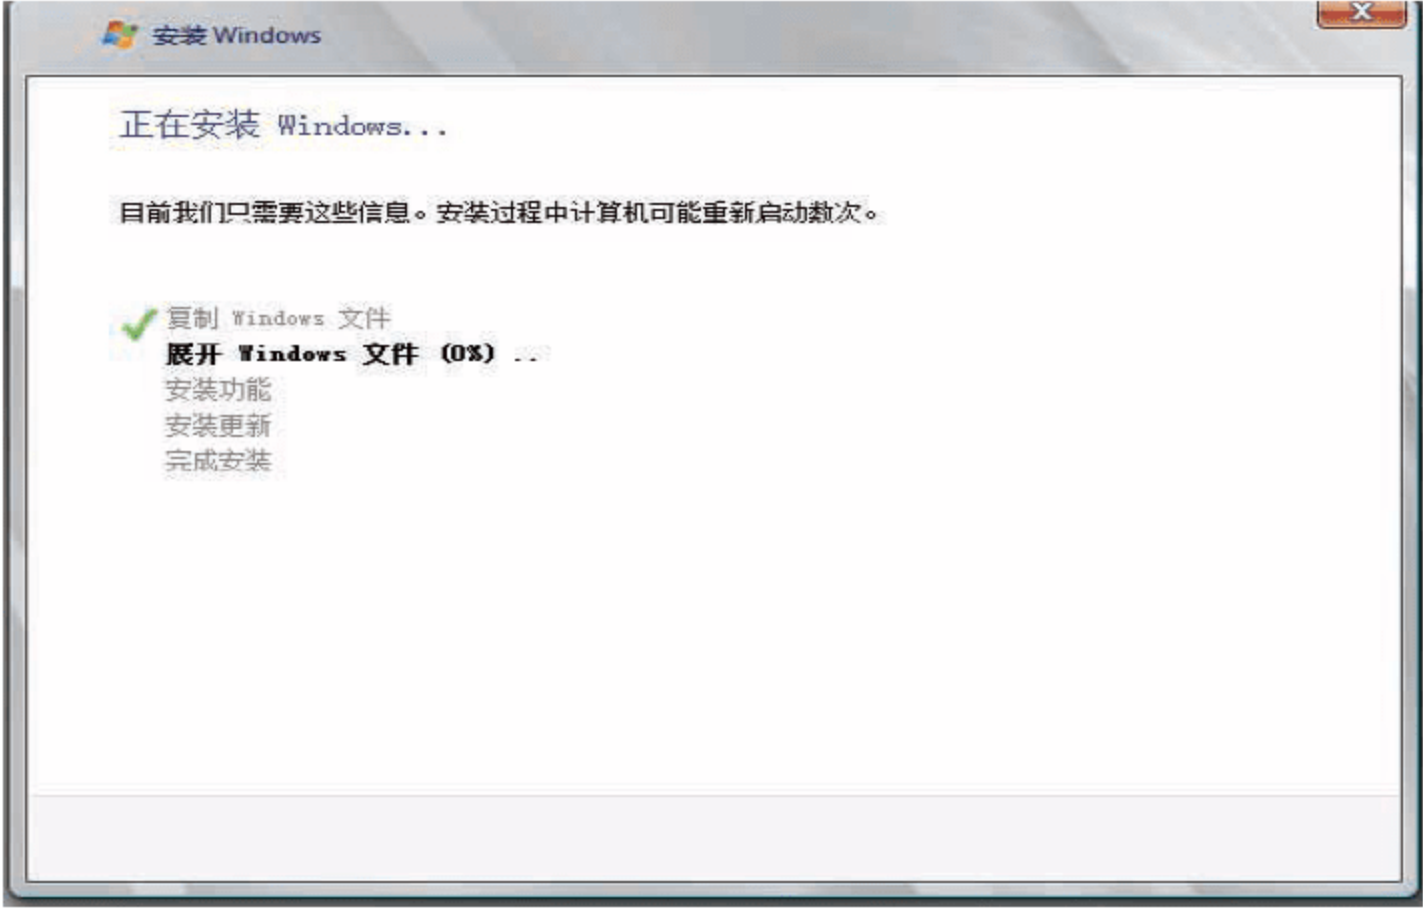 安装 Windows
正在安装 Windows...
目前我们只需要这些信息。安装过程中计算机可能重新启动数次。
复制 Windows 文件
展开 Windows 文件 (0%) ..
安装功能
安装更新
完成安装